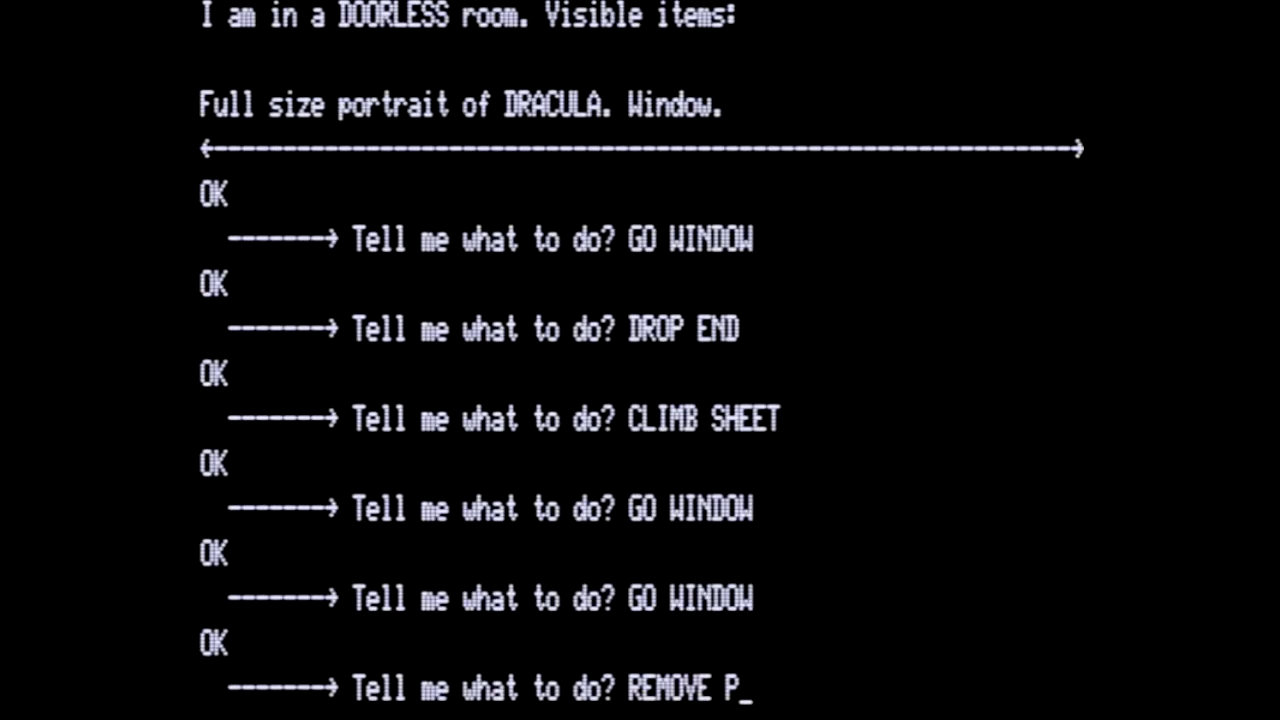 I am in a DOORLESS room. Visible items:
Full size portrait of DRACULA. Window.
<-------------------------------------------------------------->
OK
-------> Tell me what to do? GO WINDOW
OK
-------> Tell me what to do? DROP END
OK
-------> Tell me what to do? CLIMB SHEET
OK
-------> Tell me what to do? GO WINDOW
OK
-------> Tell me what to do? GO WINDOW
OK
-------> Tell me what to do? REMOVE P_